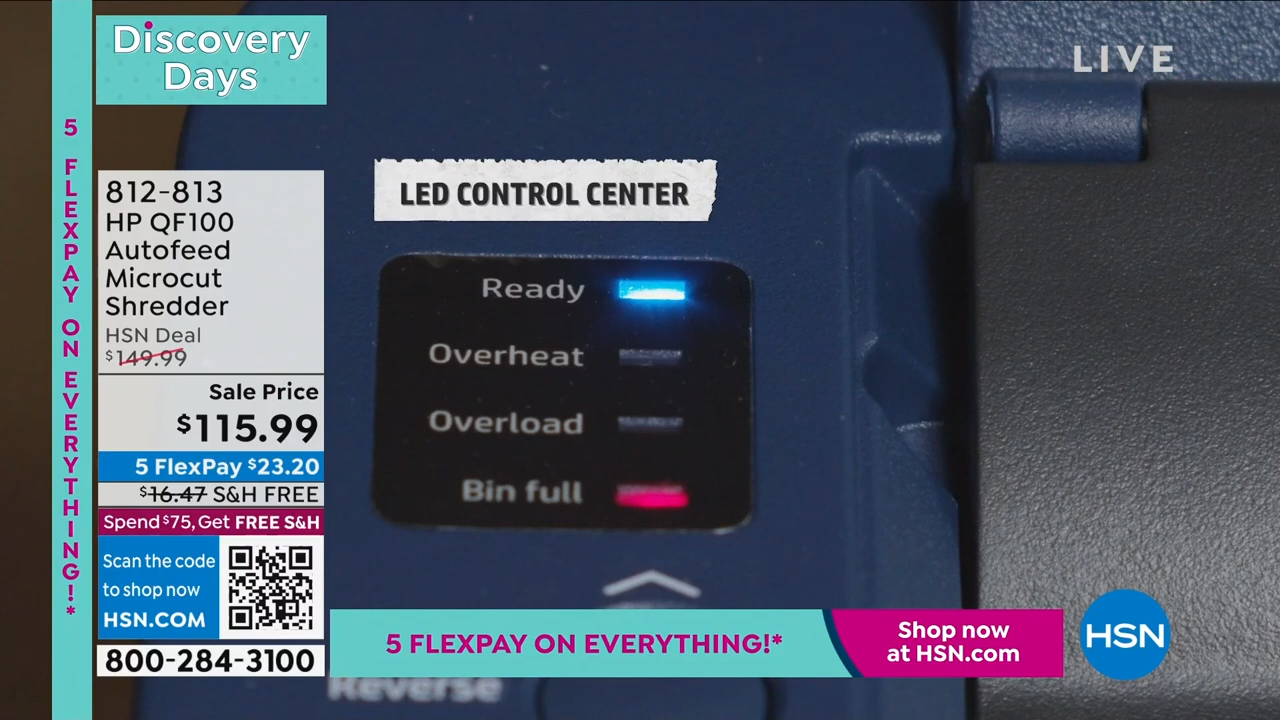 Discovery
Days
LIVE
5 FLEXPAY ON EVERYTHING!*
812-813
HP QF100
Autofeed
Microcut
Shredder
HSN Deal
$149.99
Sale Price
$115.99
5 FlexPay $23.20
$16.47 S&H FREE
Spend $75, Get FREE S&H
Scan the code
to shop now
HSN.COM
800-284-3100
LED CONTROL CENTER
Ready
Overheat
Overload
Bin full
Reverse
5 FLEXPAY ON EVERYTHING!*
Shop now
at HSN.com
HSN